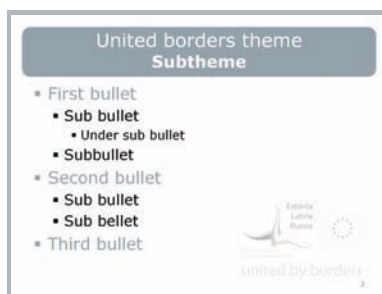 United borders theme
Subtheme
▪ First bullet
▪ Sub bullet
▪ Under sub bullet
▪ Subbullet
▪ Second bullet
▪ Sub bullet
▪ Sub bellet
▪ Third bullet
Estonia
Latvia
Russia
united by borders
2